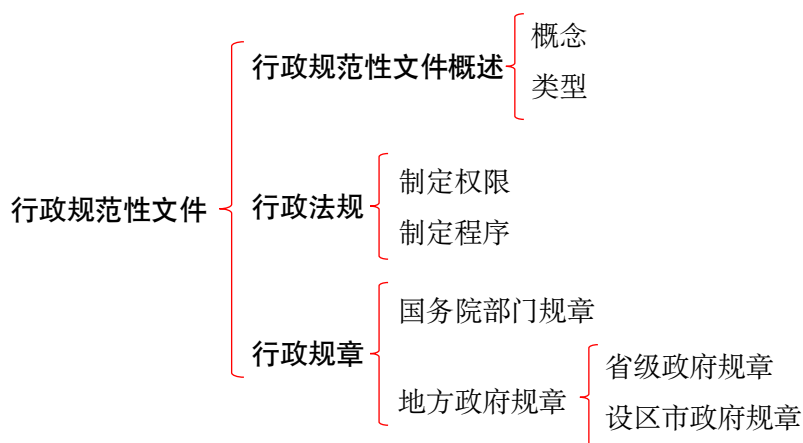 行政规范性文件
行政规范性文件概述
概念
类型
行政法规
制定权限
制定程序
行政规章
国务院部门规章
地方政府规章
省级政府规章
设区市政府规章